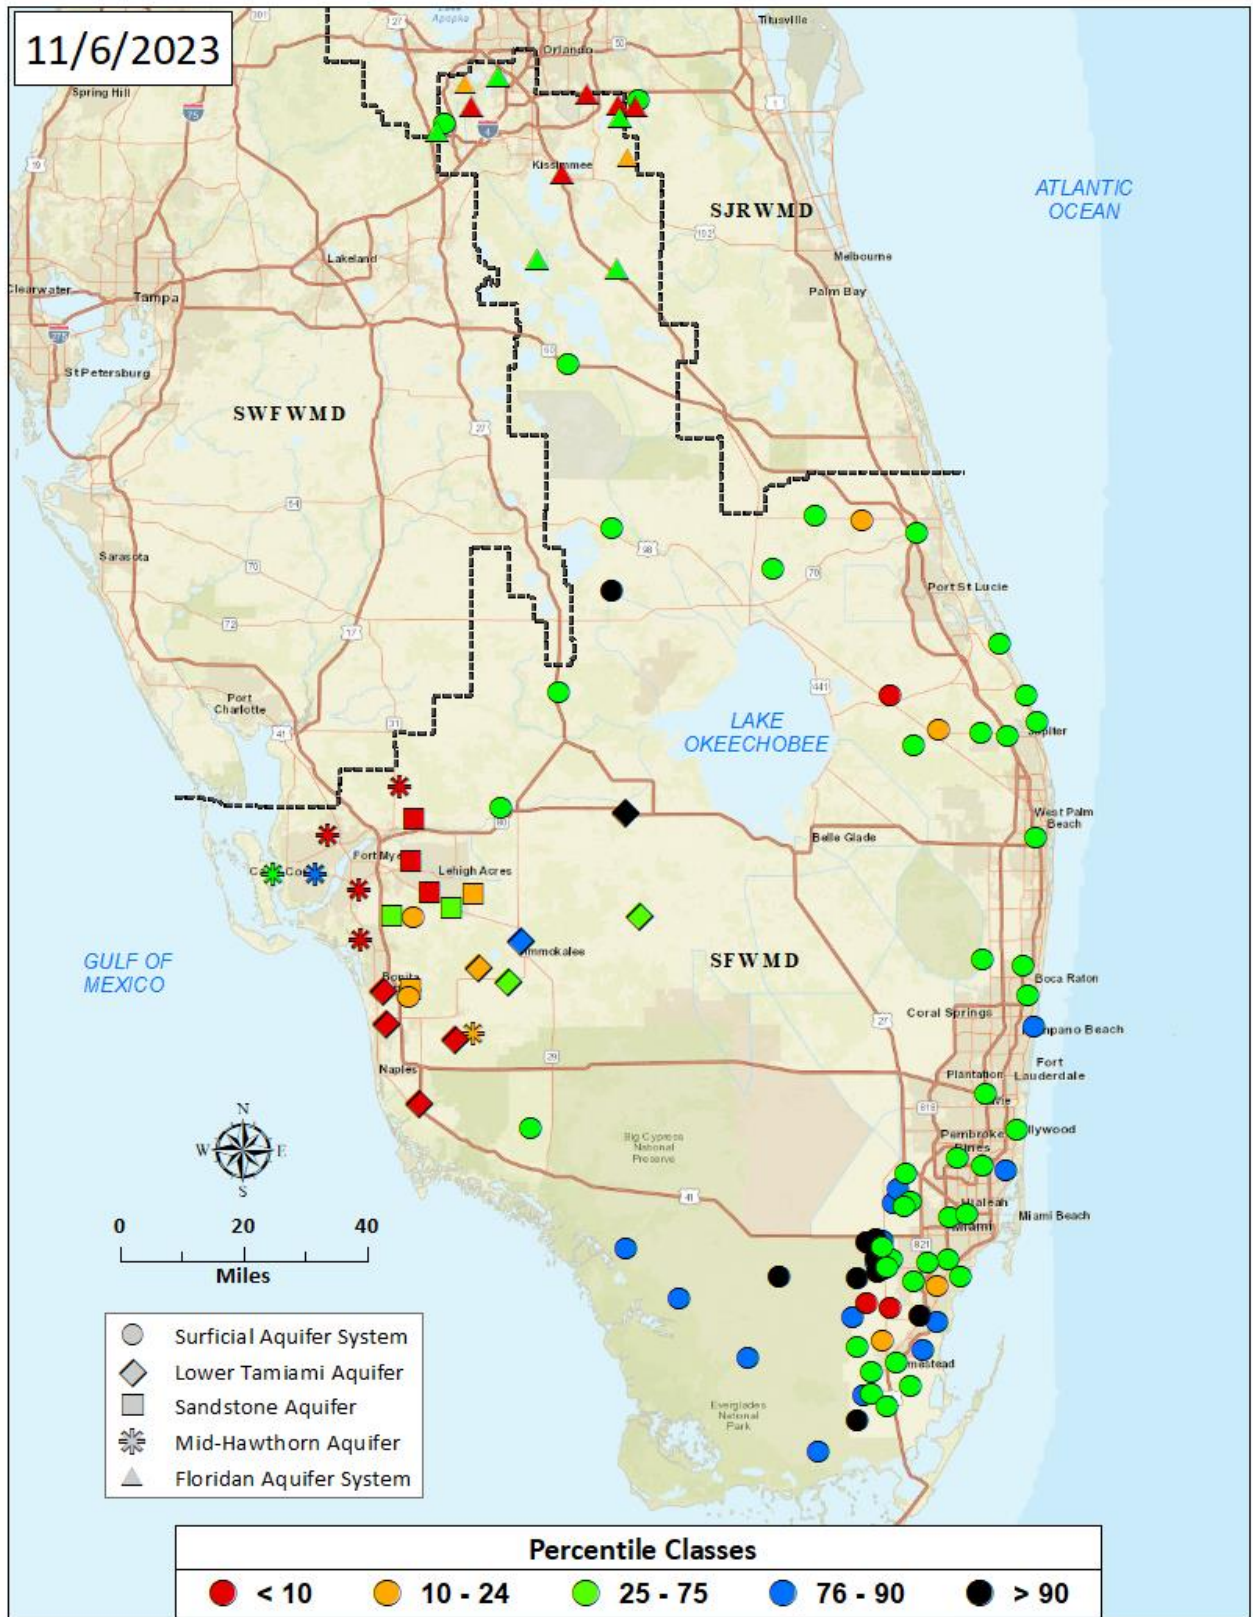 11/6/2023
Titusville
Apopka
Orlando
Spring Hill
Kissimmee
ATLANTIC
OCEAN
SJRWMD
Lakeland
Melbourne
Clearwater
Tampa
Palm Bay
St Petersburg
SWFWMD
Sarasota
Port St Lucie
Port
Charlotte
LAKE
OKEECHOBEE
West Palm
Beach
Belle Glade
Lehigh Acres
GULF OF
MEXICO
SFWMD
Boca Raton
Coral Springs
Plantation
Fort
Lauderdale
Naples
Big Cypress
National
Preserve
Pembroke
Miami Beach
N
W E
S
0 20 40
Miles
Surficial Aquifer System
Lower Tamiami Aquifer
Sandstone Aquifer
Mid-Hawthorn Aquifer
Floridan Aquifer System
Everglades
National
Park
Percentile Classes
< 10 10 - 24 25 - 75 76 - 90 > 90